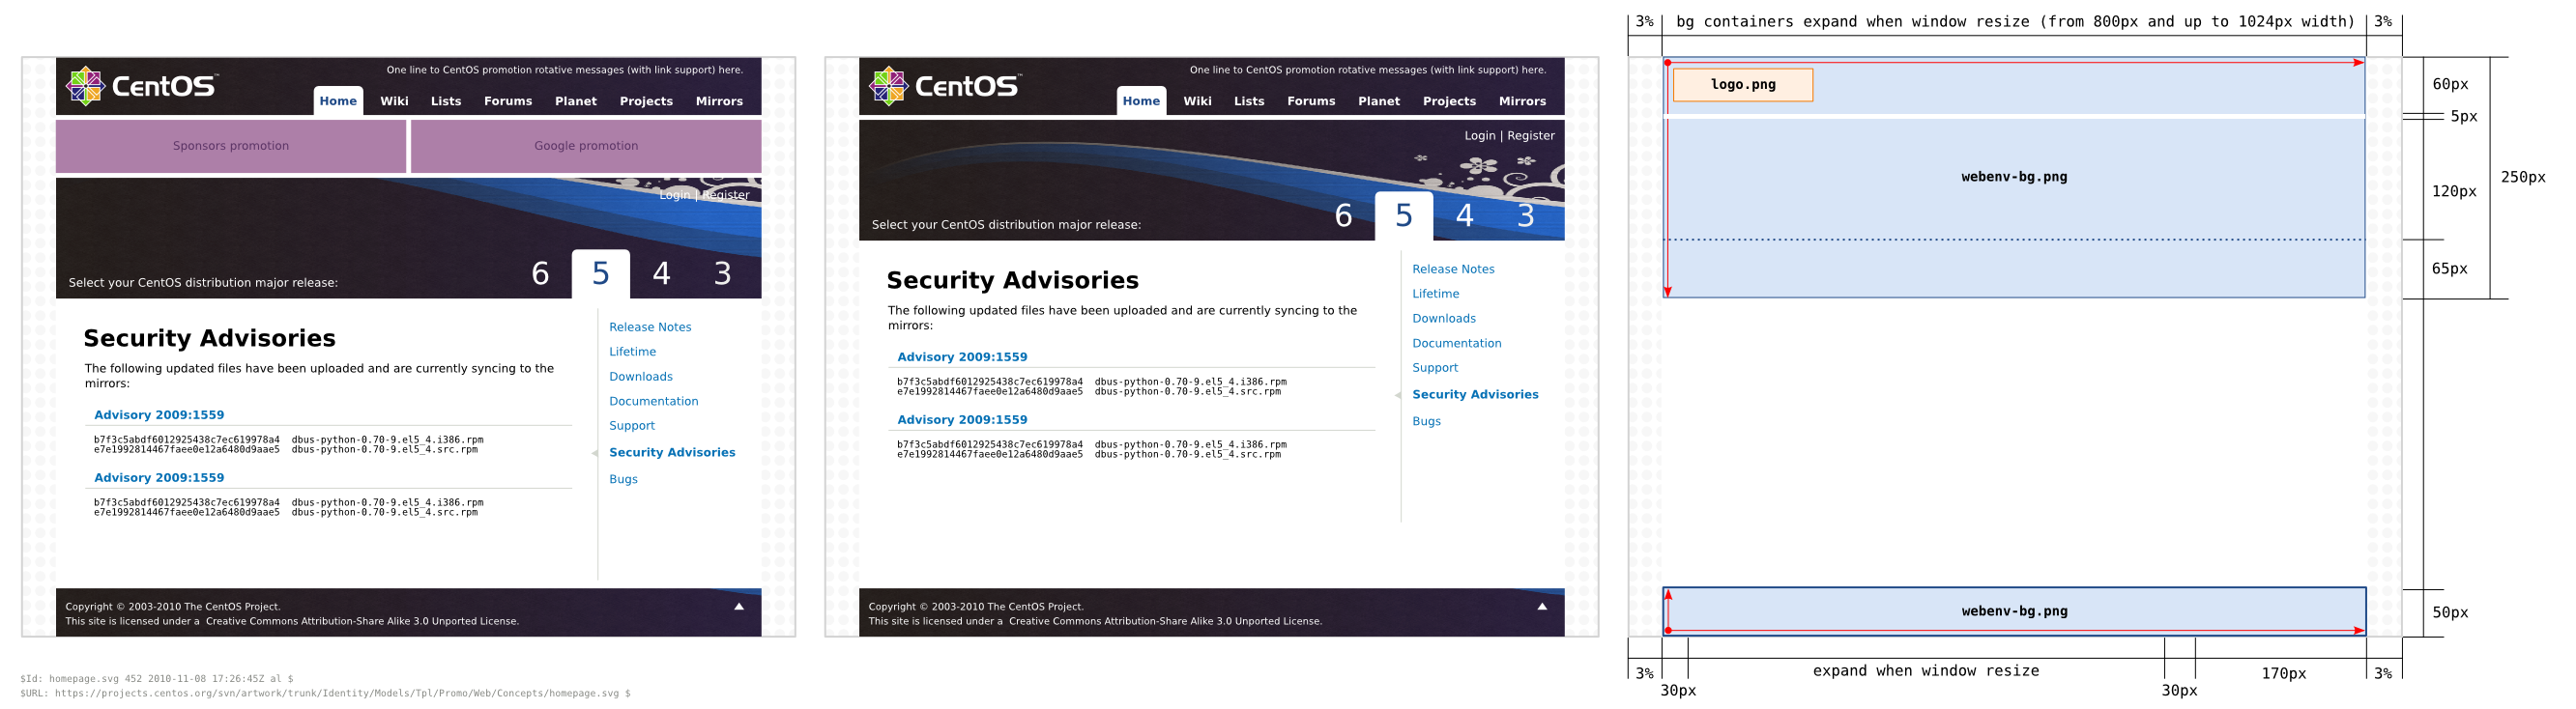 CentOS™
One line to CentOS promotion rotative messages (with link support) here.
Home Wiki Lists Forums Planet Projects Mirrors
Sponsors promotion
Google promotion
Login | Register
Select your CentOS distribution major release:
6 5 4 3
Security Advisories
The following updated files have been uploaded and are currently syncing to the
mirrors:
Advisory 2009:1559
b7f3c5abdf6012925438c7ec619978a4 dbus-python-0.70-9.el5_4.i386.rpm
e7e1992814467faee0e12a6480d9aae5 dbus-python-0.70-9.el5_4.src.rpm
Advisory 2009:1559
b7f3c5abdf6012925438c7ec619978a4 dbus-python-0.70-9.el5_4.i386.rpm
e7e1992814467faee0e12a6480d9aae5 dbus-python-0.70-9.el5_4.src.rpm
Release Notes
Lifetime
Downloads
Documentation
Support
Security Advisories
Bugs
Copyright © 2003-2010 The CentOS Project.
This site is licensed under a Creative Commons Attribution-Share Alike 3.0 Unported License.
$Id: homepage.svg 452 2010-11-08 17:26:45Z al $
$URL: https://projects.centos.org/svn/artwork/trunk/Identity/Models/Tpl/Promo/Web/Concepts/homepage.svg $
CentOS™
One line to CentOS promotion rotative messages (with link support) here.
Home Wiki Lists Forums Planet Projects Mirrors
Login | Register
Select your CentOS distribution major release:
6 5 4 3
Security Advisories
The following updated files have been uploaded and are currently syncing to the
mirrors:
Advisory 2009:1559
b7f3c5abdf6012925438c7ec619978a4 dbus-python-0.70-9.el5_4.i386.rpm
e7e1992814467faee0e12a6480d9aae5 dbus-python-0.70-9.el5_4.src.rpm
Advisory 2009:1559
b7f3c5abdf6012925438c7ec619978a4 dbus-python-0.70-9.el5_4.i386.rpm
e7e1992814467faee0e12a6480d9aae5 dbus-python-0.70-9.el5_4.src.rpm
Release Notes
Lifetime
Downloads
Documentation
Support
Security Advisories
Bugs
Copyright © 2003-2010 The CentOS Project.
This site is licensed under a Creative Commons Attribution-Share Alike 3.0 Unported License.
3% bg containers expand when window resize (from 800px and up to 1024px width) 3%
logo.png
webenv-bg.png
60px
5px
120px
250px
65px
webenv-bg.png
50px
3% expand when window resize 170px 3%
30px 30px